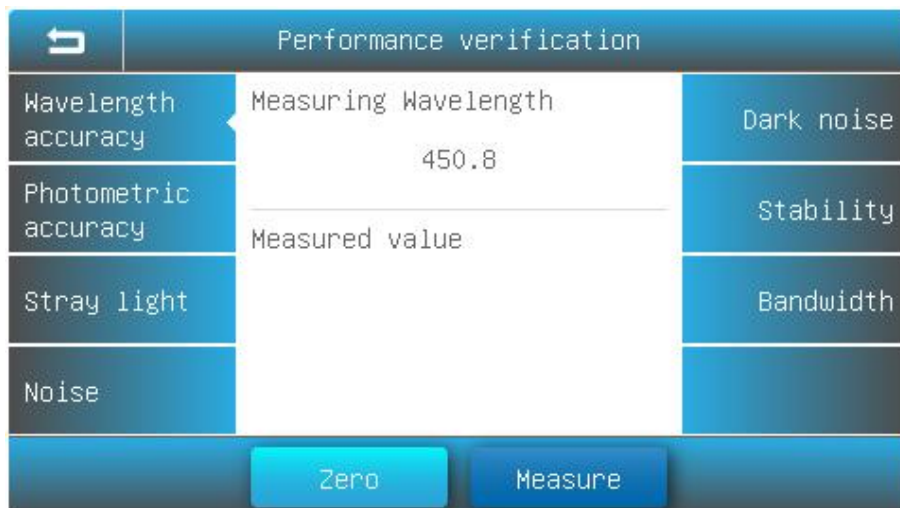 Performance verification
Wavelength
accuracy
Photometric
accuracy
Stray light
Noise
Measuring Wavelength
450.8
Measured value
Dark noise
Stability
Bandwidth
Zero
Measure